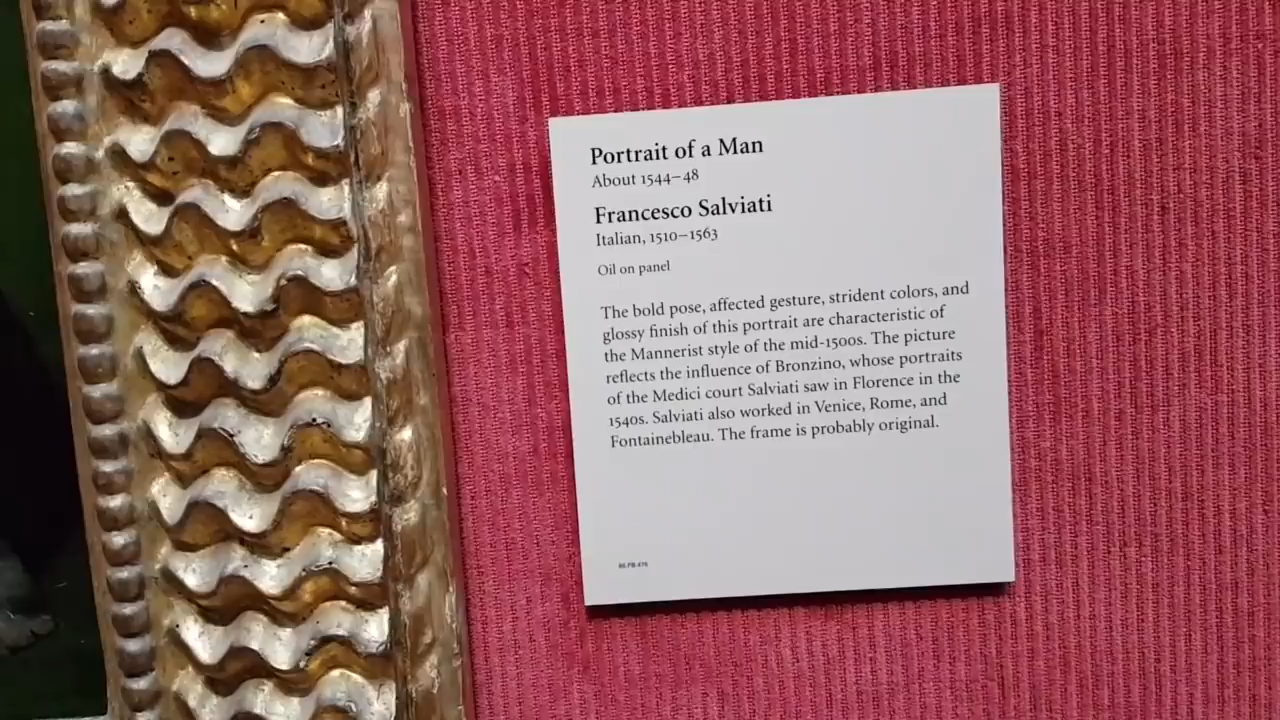 Portrait of a Man
About 1544–48
Francesco Salviati
Italian, 1510–1563
Oil on panel
The bold pose, affected gesture, strident colors, and
glossy finish of this portrait are characteristic of
the Mannerist style of the mid-1500s. The picture
reflects the influence of Bronzino, whose portraits
of the Medici court Salviati saw in Florence in the
1540s. Salviati also worked in Venice, Rome, and
Fontainebleau. The frame is probably original.